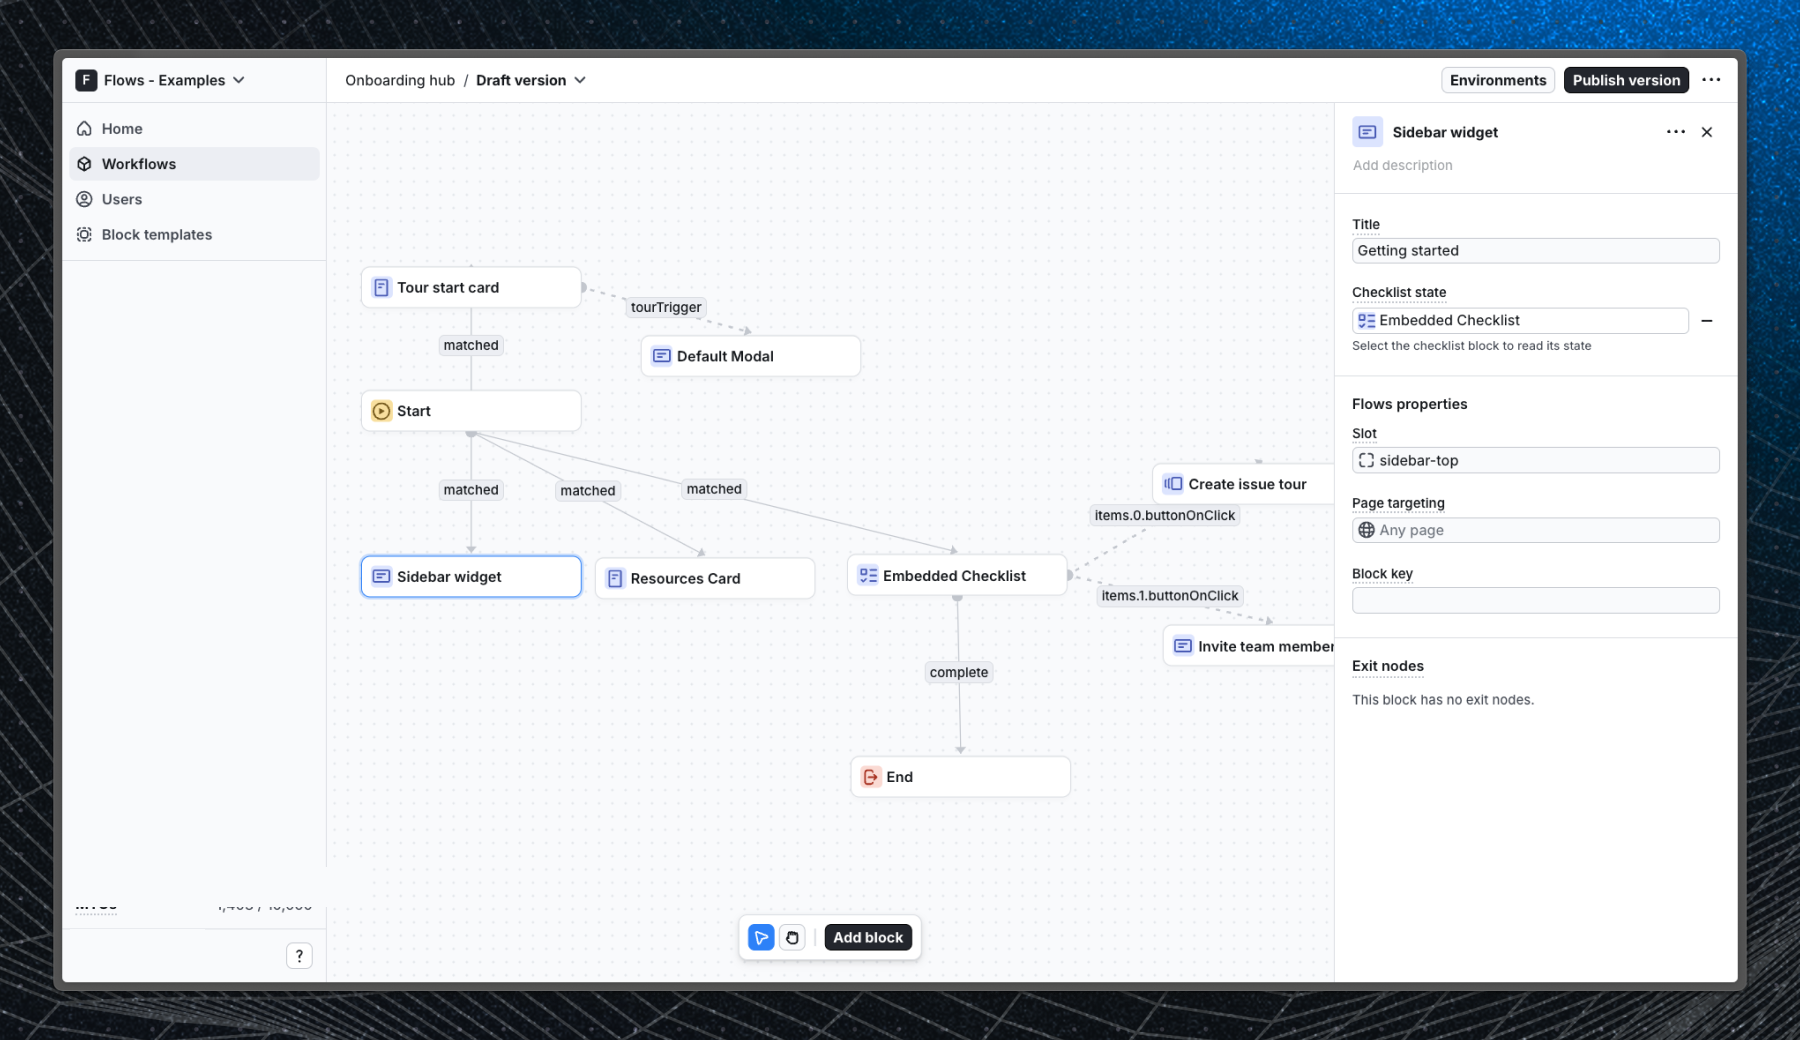 F Flows - Examples
Onboarding hub / Draft version
Environments
Publish version
Home
Workflows
Users
Block templates
?
Tour start card
tourTrigger
matched
Default Modal
Start
matched
matched
matched
Create issue tour
items.0.buttonOnClick
Sidebar widget
Resources Card
Embedded Checklist
items.1.buttonOnClick
Invite team member
complete
End
Add block
Sidebar widget
Add description
Title
Getting started
Checklist state
Embedded Checklist
Select the checklist block to read its state
Flows properties
Slot
sidebar-top
Page targeting
Any page
Block key
Exit nodes
This block has no exit nodes.